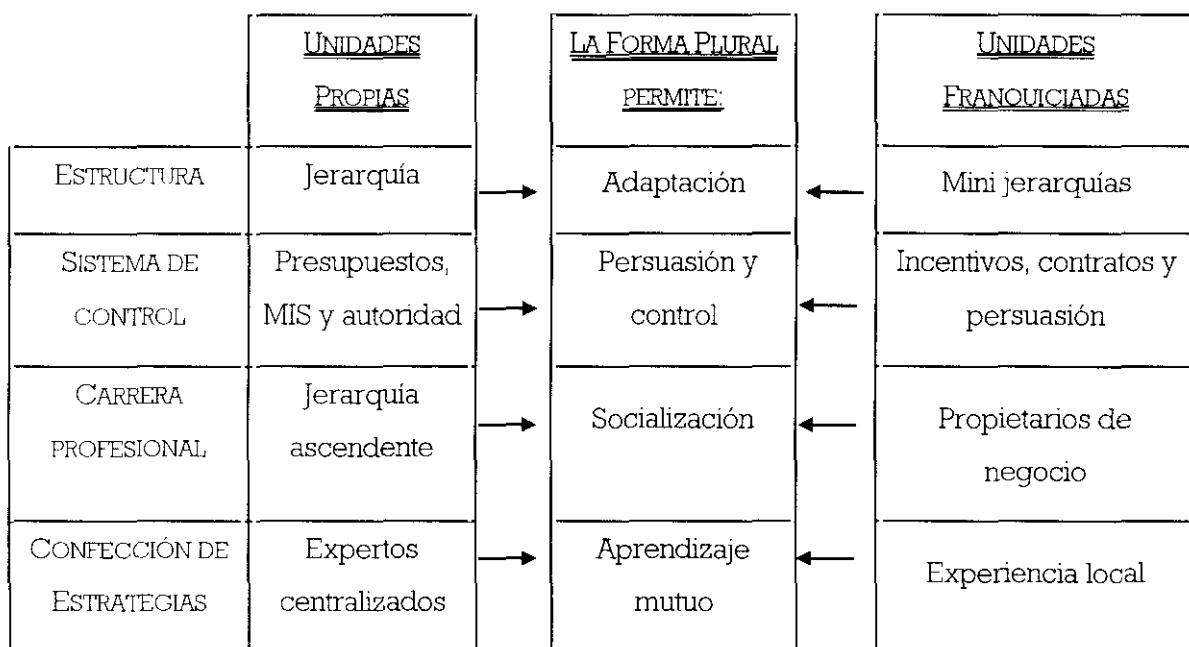 UNIDADES
PROPIAS
LA FORMA PLURAL
PERMITE:
UNIDADES
FRANQUICIADAS
ESTRUCTURA
Jerarquía
Adaptación
Mini jerarquías
SISTEMA DE
CONTROL
Presupuestos,
MIS y autoridad
Persuasión y
control
Incentivos, contratos y
persuasión
CARRERA
PROFESIONAL
Jerarquía
ascendente
Socialización
Propietarios de
negocio
CONFECCIÓN DE
ESTRATEGIAS
Expertos
centralizados
Aprendizaje
mutuo
Experiencia local